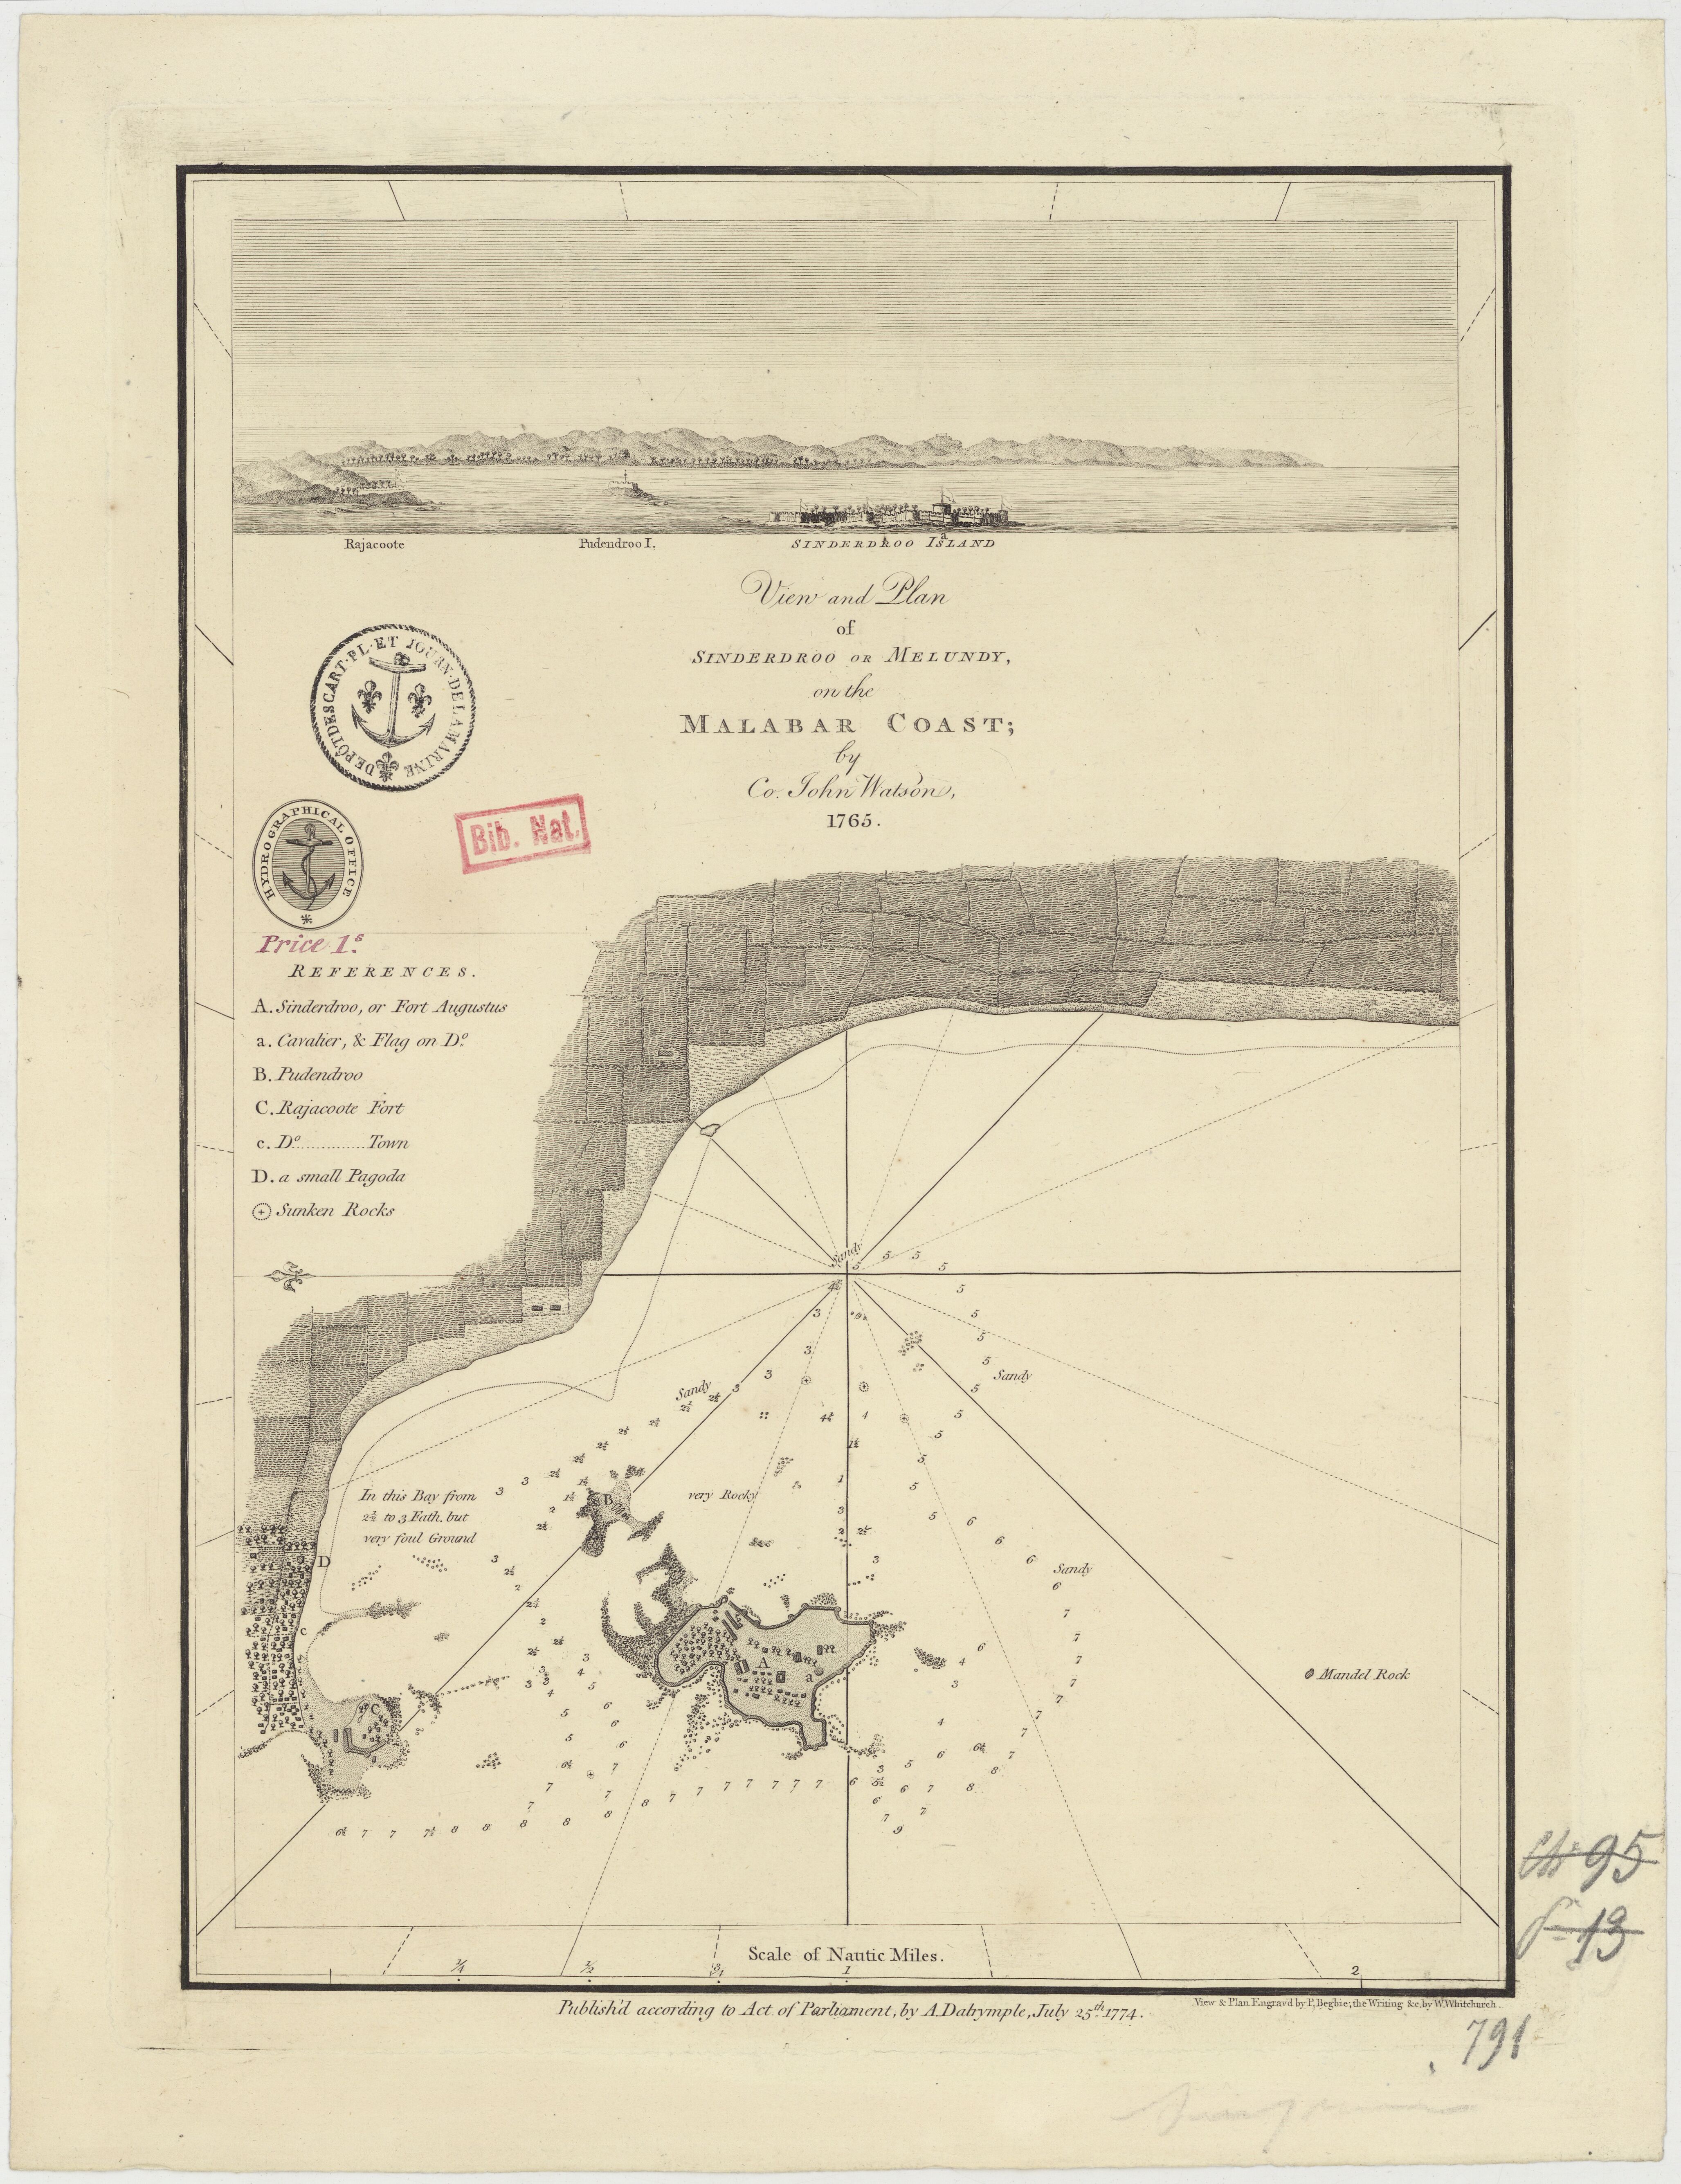 Rajacoote
Pudendroo I.
SINDERDROO ISLAND
a
View and Plan
of
SINDERDROO OR MELUNDY,
on the
MALABAR COAST;
by
Co. John Watson,
1765.
DEPÔT DES CART. PL. ET JOURN. DE LA MARINE
HYDROGRAPHICAL OFFICE
Bib. Nat.
Price 1.s
REFERENCES.
A. Sinderdroo, or Fort Augustus
a. Cavalier, & Flag on Do.
B. Pudendroo
C. Rajacoote Fort
c. Do............ Town
D. a small Pagoda
Sunken Rocks
Sandy
Sandy
Sandy
In this Bay from
2¾ to 3 Fath. but
very foul Ground
B
very Rocky
D
Sandy
c
A
a
C
Mandel Rock
Scale of Nautic Miles.
¼ ½ ¾ 1 2
Publish'd according to Act of Parliament, by A. Dalrymple, July 25th. 1774.
View & Plan Engrav'd by P. Begbie; the Writing &c. by W. Whitchurch.
95
13
791